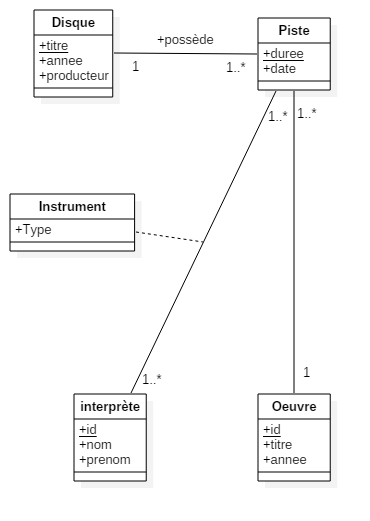 Disque
+titre
+annee
+producteur
+possède
1
1..*
Piste
+duree
+date
1..*
1..*
Instrument
+Type
1..*
1
interprète
+id
+nom
+prenom
Oeuvre
+id
+titre
+annee